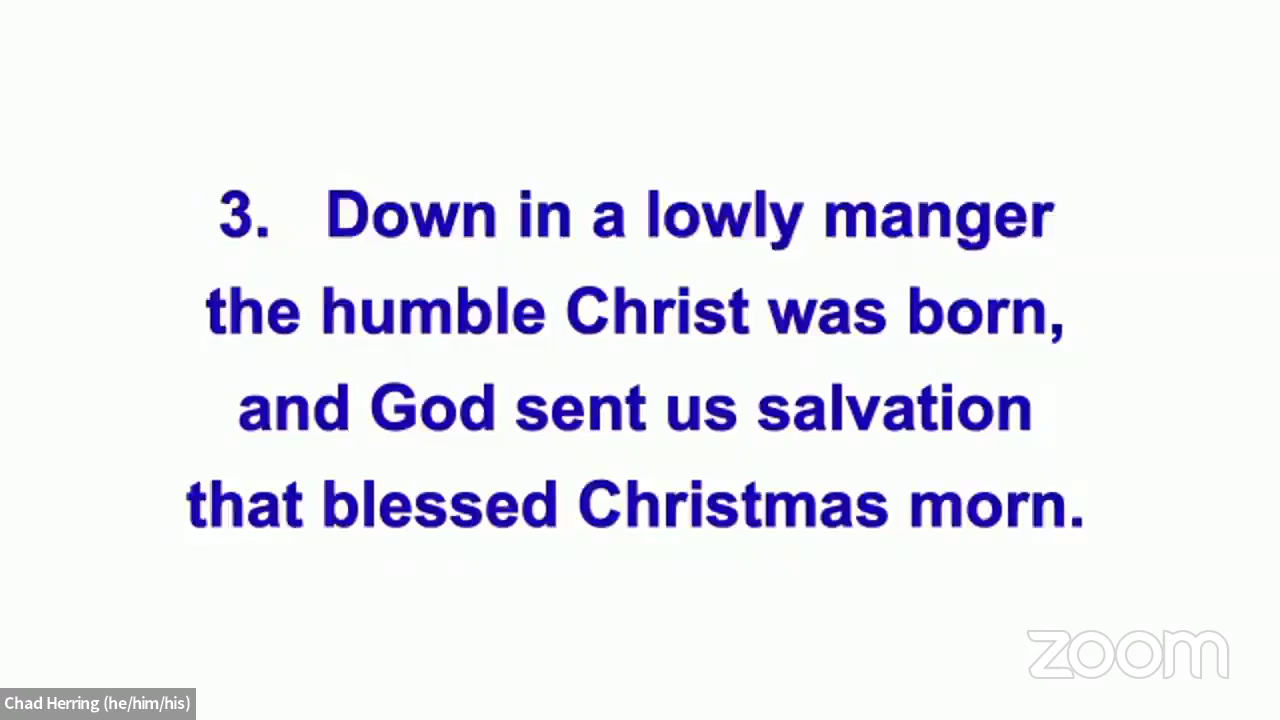 3. Down in a lowly manger
the humble Christ was born,
and God sent us salvation
that blessed Christmas morn.
zoom
Chad Herring (he/him/his)